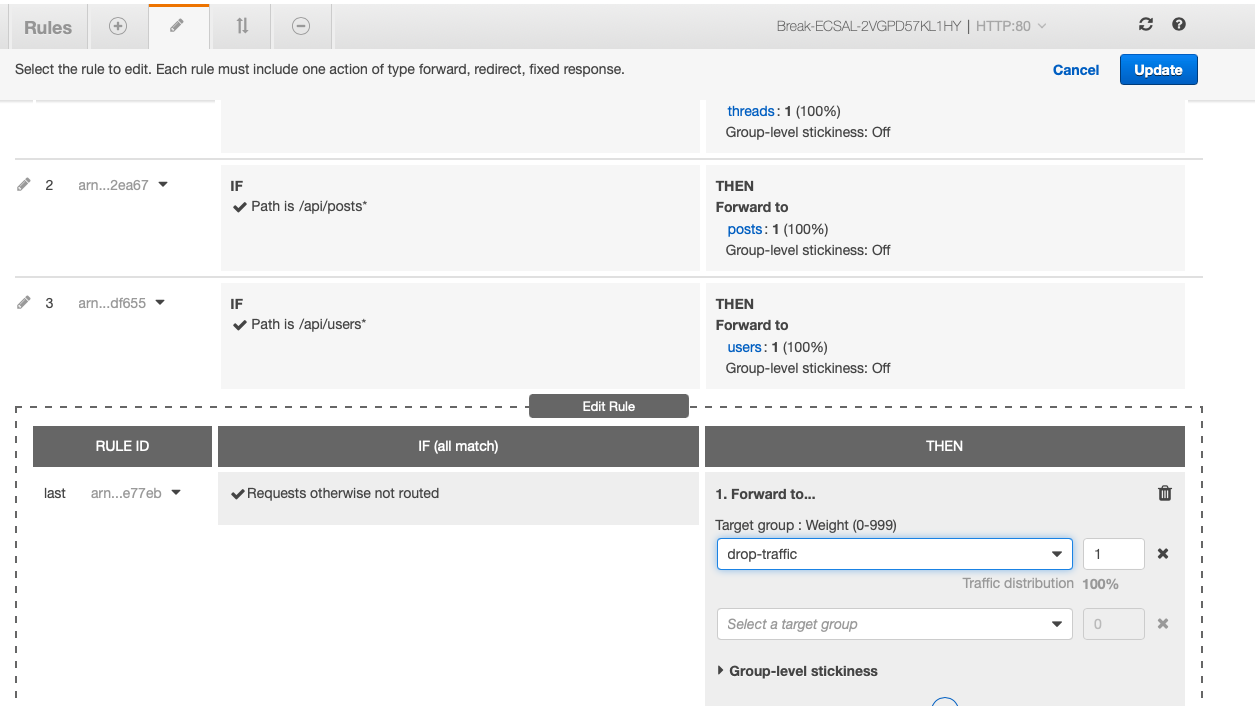 Rules
Break-ECSAL-2VGPD57KL1HY | HTTP:80
Select the rule to edit. Each rule must include one action of type forward, redirect, fixed response.
Cancel
Update
threads: 1 (100%)
Group-level stickiness: Off
2
arn...2ea67
IF
Path is /api/posts*
THEN
Forward to
posts: 1 (100%)
Group-level stickiness: Off
3
arn...df655
IF
Path is /api/users*
THEN
Forward to
users: 1 (100%)
Group-level stickiness: Off
Edit Rule
RULE ID
IF (all match)
THEN
last
arn...e77eb
Requests otherwise not routed
1. Forward to...
Target group : Weight (0-999)
drop-traffic
1
Traffic distribution 100%
Select a target group
0
Group-level stickiness